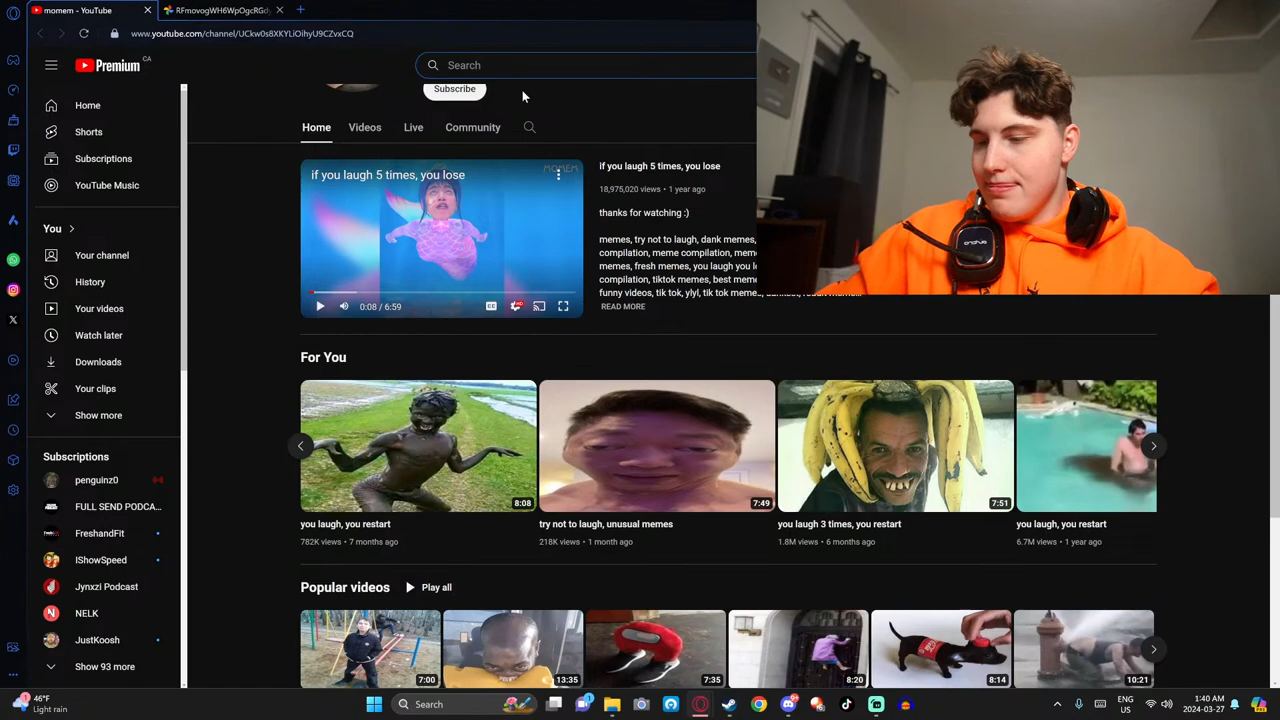 momem - YouTube
RFmovogWH6WpOgcRGd
www.youtube.com/channel/UCkw0s8XKYLiOihyU9CZvxCQ
Premium CA
Search
Subscribe
Home
Shorts
Subscriptions
YouTube Music
You
Your channel
History
Your videos
Watch later
Downloads
Your clips
Show more
Subscriptions
penguinz0
FULL SEND PODCA...
FreshandFit
IShowSpeed
Jynxzi Podcast
NELK
JustKoosh
Show 93 more
Home Videos Live Community
if you laugh 5 times, you lose
MOMEM
0:08 / 6:59
CC
HD
if you laugh 5 times, you lose
18,975,020 views • 1 year ago
thanks for watching :)
memes, try not to laugh, dank memes,
compilation, meme compilation,
memes, fresh memes, you laugh you
compilation, tiktok memes, best
funny videos, tik tok, ylyl, tik tok
READ MORE
For You
8:08
7:49
7:51
you laugh, you restart
782K views • 7 months ago
try not to laugh, unusual memes
218K views • 1 month ago
you laugh 3 times, you restart
1.8M views • 6 months ago
you laugh, you restart
6.7M views • 1 year ago
Popular videos Play all
7:00
13:35
7:35
8:20
8:14
10:21
46°F
Light rain
Search
ENG
US
1:40 AM
2024-03-27